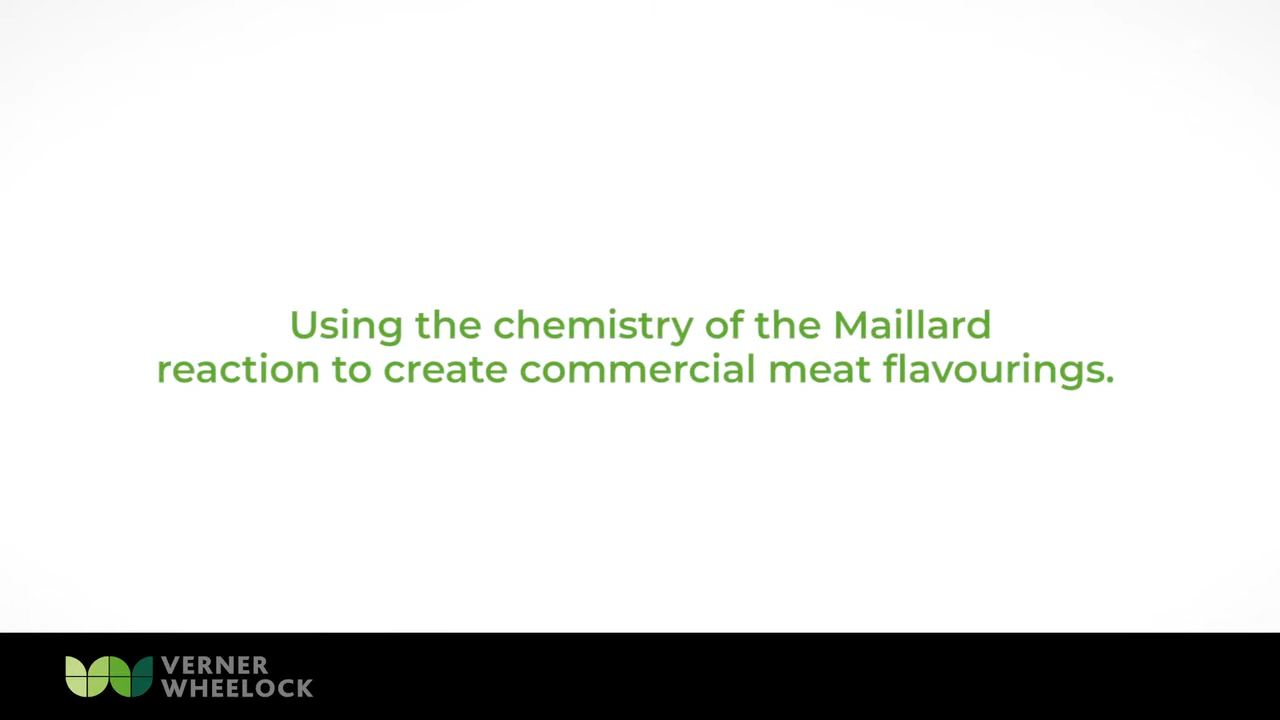 Using the chemistry of the Maillard
reaction to create commercial meat flavourings.
VERNER
WHEELOCK